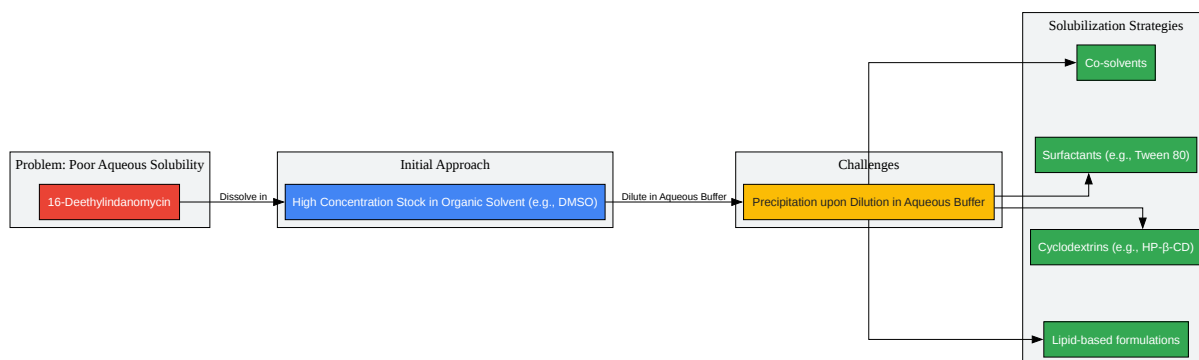 Solubilization Strategies
Co-solvents
Problem: Poor Aqueous Solubility
Initial Approach
Challenges
Surfactants (e.g., Tween 80)
16-Deethylindanomycin
Dissolve in
High Concentration Stock in Organic Solvent (e.g., DMSO)
Dilute in Aqueous Buffer
Precipitation upon Dilution in Aqueous Buffer
Cyclodextrins (e.g., HP-β-CD)
Lipid-based formulations